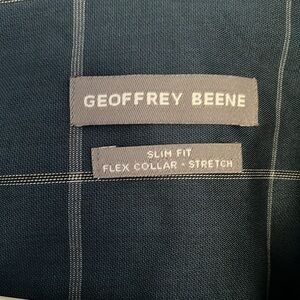 GEOFFREY BEENE
SLIM FIT
FLEX COLLAR - STRETCH